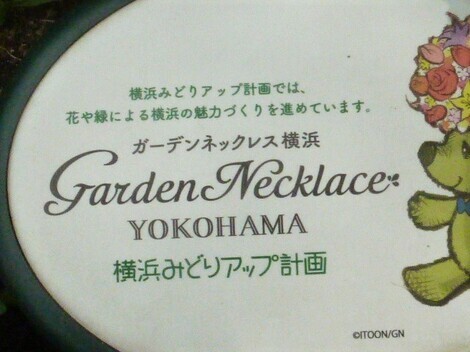 横浜みどりアップ計画では、
花や緑による横浜の魅力づくりを進めています。
ガーデンネックレス横浜
Garden Necklace
YOKOHAMA
横浜みどりアップ計画
©ITOON/GN